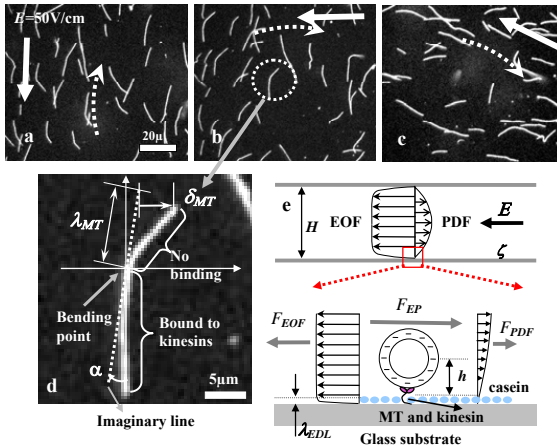 E=50V/cm
a
20μ
b
c
d
λMT
δMT
No
binding
Bending
point
Bound to
kinesins
α
5μm
Imaginary line
e
H
EOF
PDF
E
ζ
FEOF
FEP
FPDF
h
casein
MT and kinesin
λEDL
Glass substrate